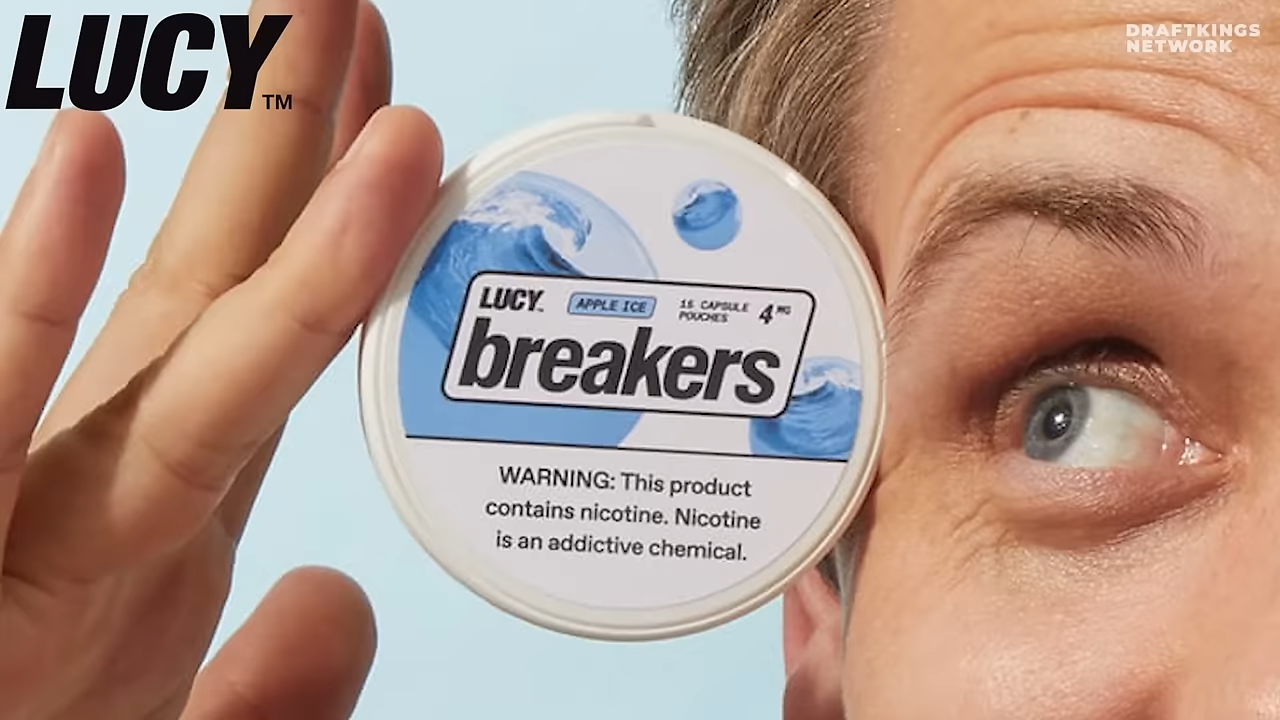 LUCY™
DRAFTKINGS
NETWORK
LUCY™
APPLE ICE
15 CAPSULE
POUCHES
4 MG
breakers
WARNING: This product
contains nicotine. Nicotine
is an addictive chemical.